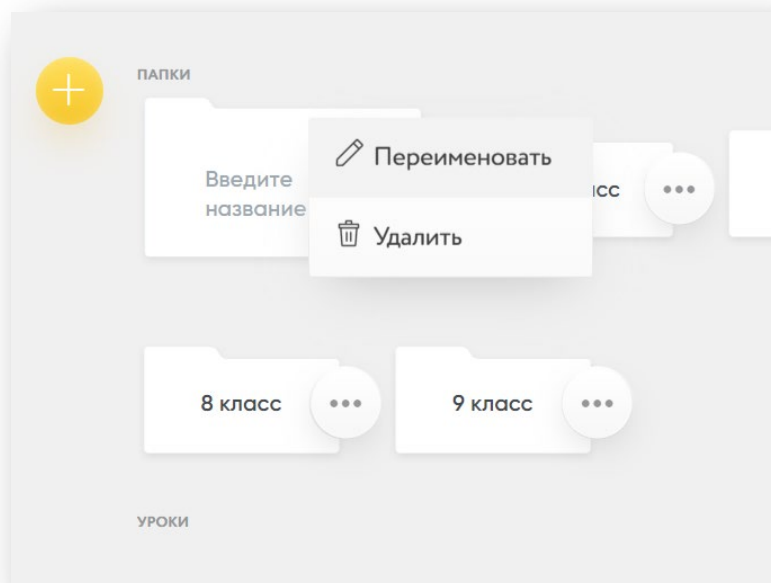 ПАПКИ
Введите
название
Переименовать
Удалить
8 класс
9 класс
УРОКИ